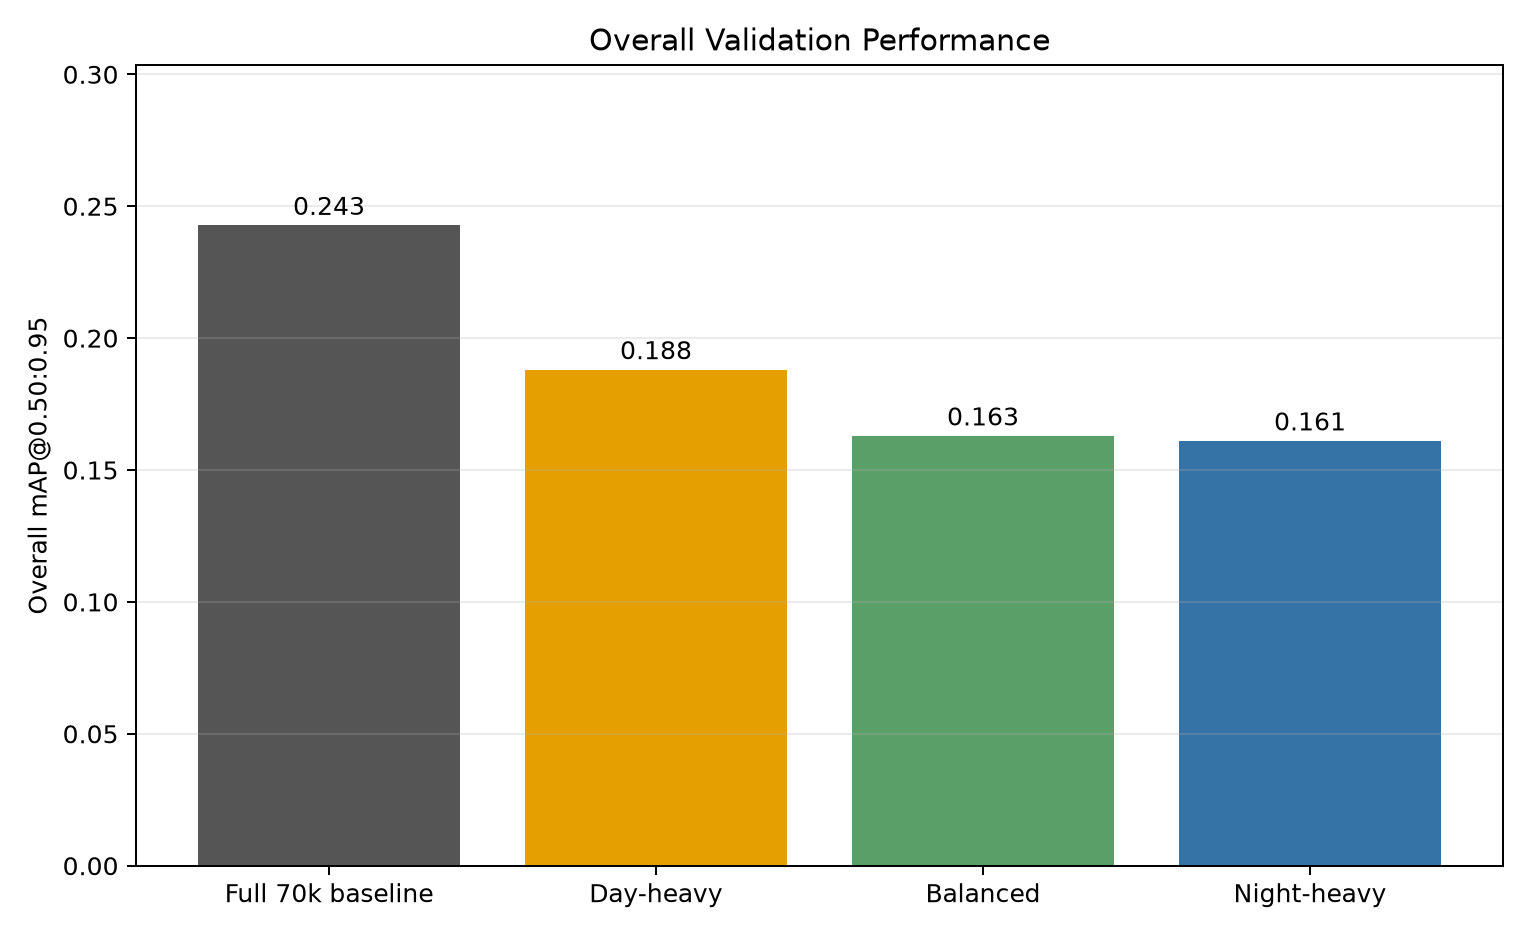 Overall Validation Performance
Overall mAP@0.50:0.95
0.30
0.25
0.20
0.15
0.10
0.05
0.00
0.243
0.188
0.163
0.161
Full 70k baseline
Day-heavy
Balanced
Night-heavy